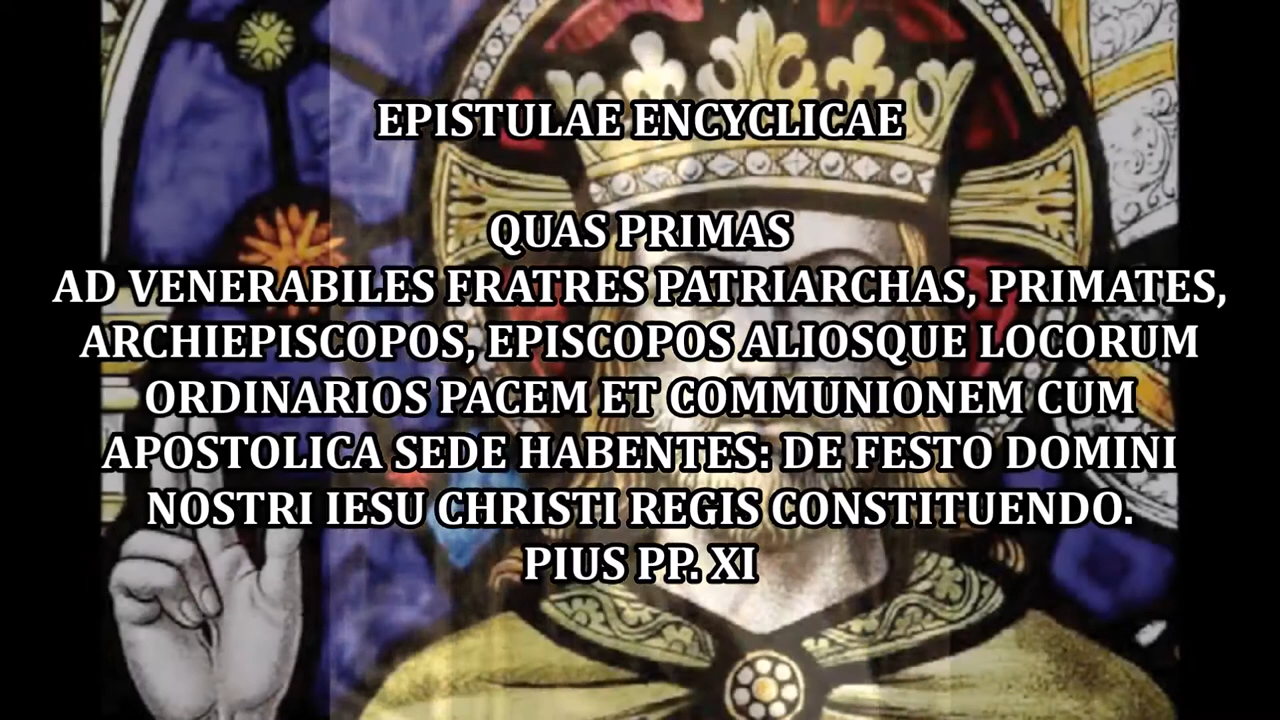 EPISTULAE ENCYCLICAE
QUAS PRIMAS
AD VENERABILES FRATRES PATRIARCHAS, PRIMATES,
ARCHIEPISCOPOS, EPISCOPOS ALIOSQUE LOCORUM
ORDINARIOS PACEM ET COMMUNIONEM CUM
APOSTOLICA SEDE HABENTES: DE FESTO DOMINI
NOSTRI IESU CHRISTI REGIS CONSTITUENDO.
PIUS PP. XI